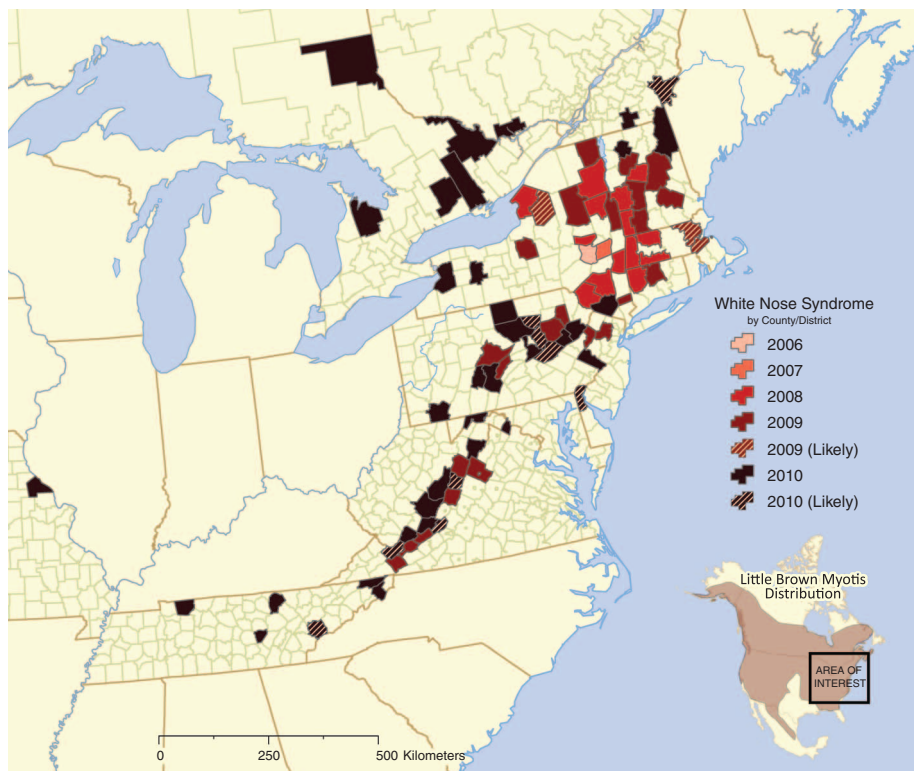 White Nose Syndrome
by County/District
2006
2007
2008
2009
2009 (Likely)
2010
2010 (Likely)
Little Brown Myotis
Distribution
AREA OF
INTEREST
0 250 500 Kilometers